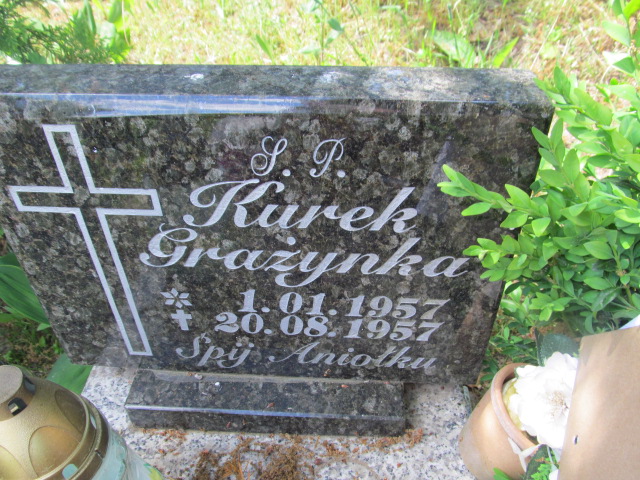 Ś. P.
Kurek
Grażynka
1.01.1957
20.08.1957
Śpij Aniołku